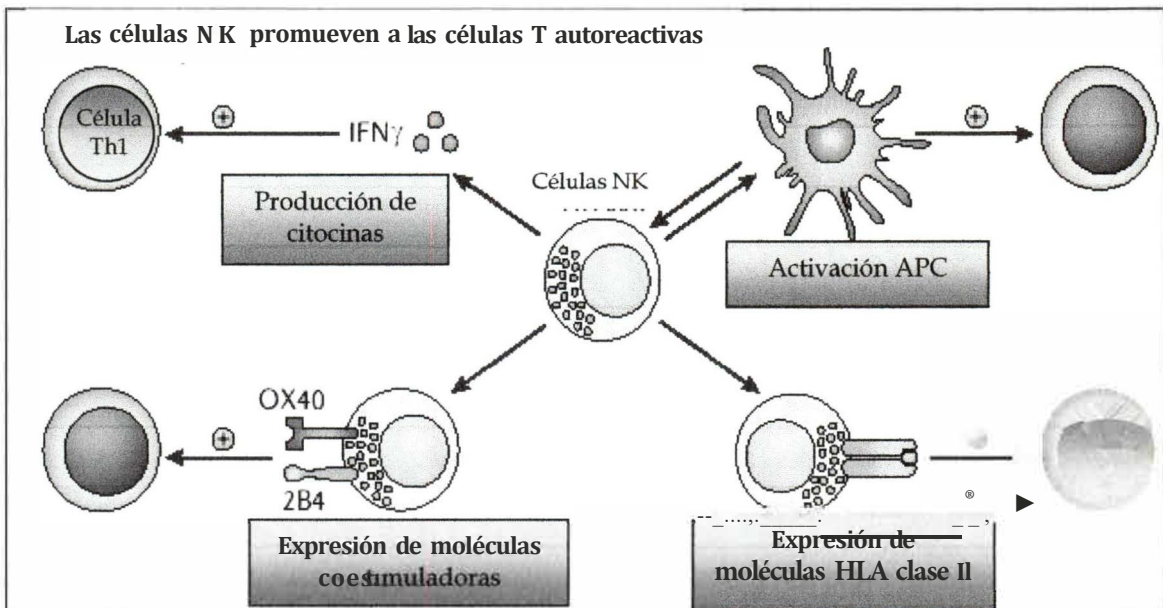 Las células NK promueven a las células T autoreactivas
Célula
Th1
IFNγ
Producción de
citocinas
Células NK
Activación APC
OX40
2B4
Expresión de moléculas
coestimuladoras
®
Expresión de
moléculas HLA clase II